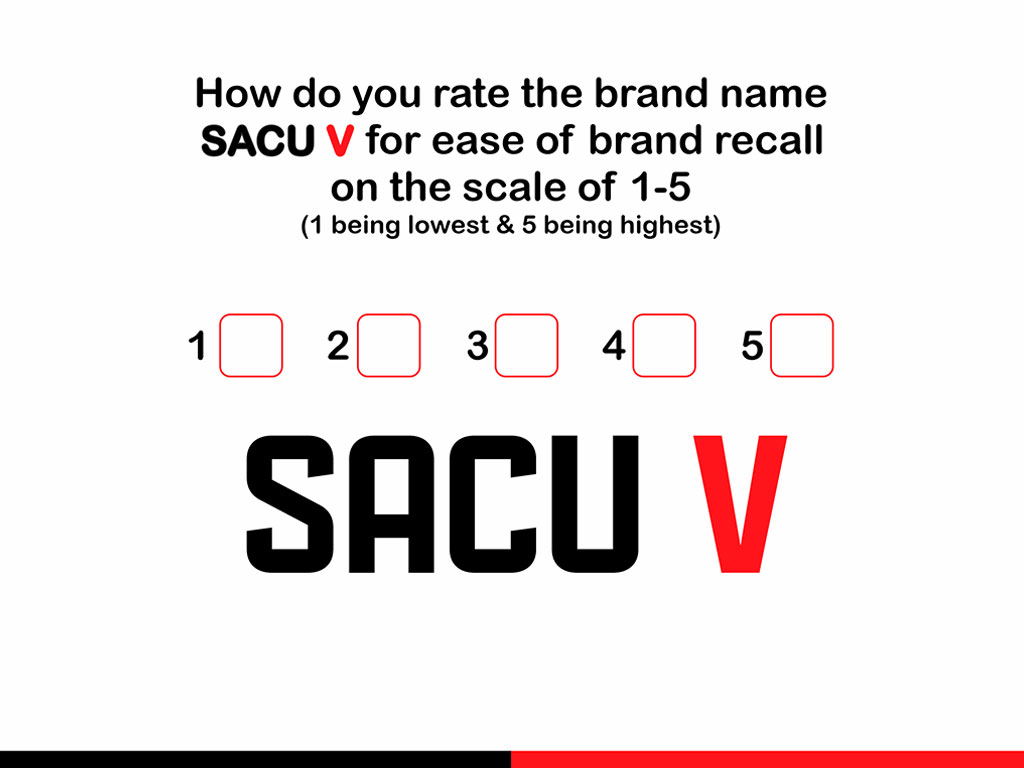 How do you rate the brand name
SACU V for ease of brand recall
on the scale of 1-5
(1 being lowest & 5 being highest)
1 2 3 4 5
SACU V